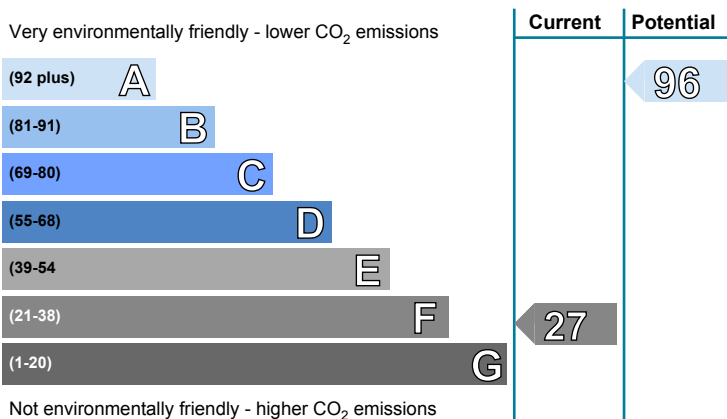 Current Potential
Very environmentally friendly - lower CO2 emissions
(92 plus) A 96
(81-91) B
(69-80) C
(55-68) D
(39-54 E
(21-38) F 27
(1-20) G
Not environmentally friendly - higher CO2 emissions